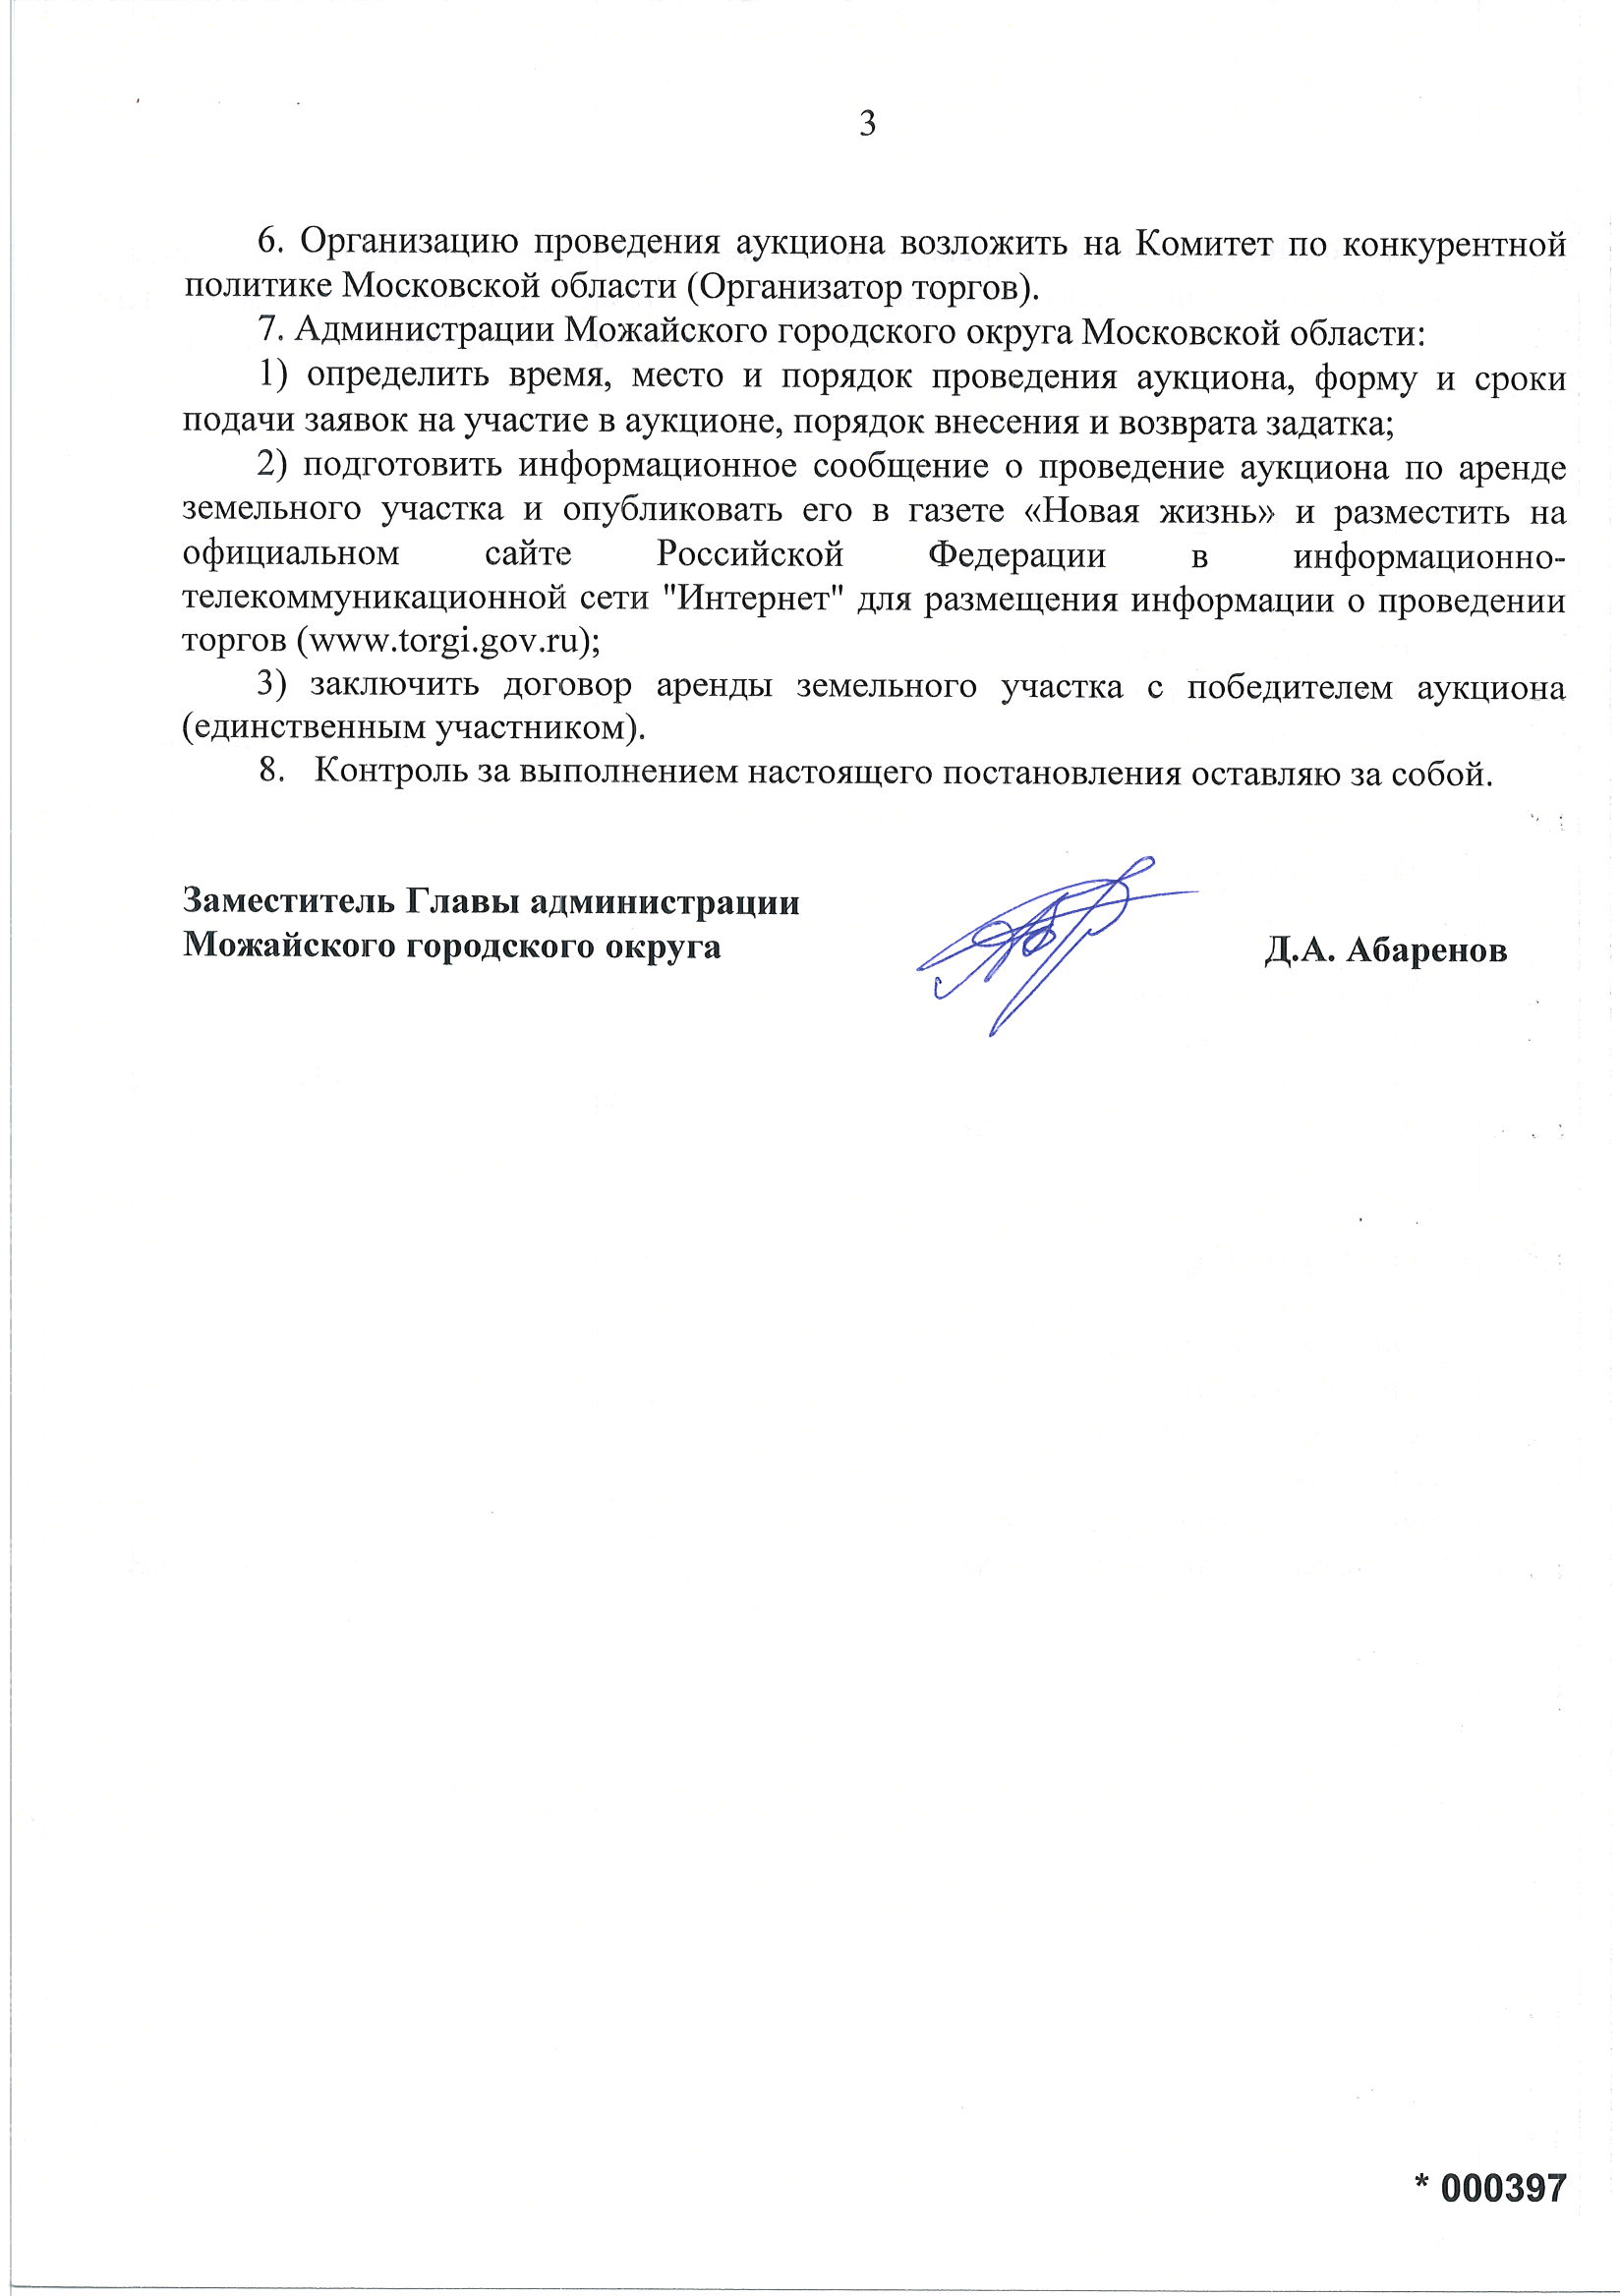 3
6. Организацию проведения аукциона возложить на Комитет по конкурентной
политике Московской области (Организатор торгов).
7. Администрации Можайского городского округа Московской области:
1) определить время, место и порядок проведения аукциона, форму и сроки
подачи заявок на участие в аукционе, порядок внесения и возврата задатка;
2) подготовить информационное сообщение о проведение аукциона по аренде
земельного участка и опубликовать его в газете «Новая жизнь» и разместить на
официальном сайте Российской Федерации в информационно-
телекоммуникационной сети "Интернет" для размещения информации о проведении
торгов (www.torgi.gov.ru);
3) заключить договор аренды земельного участка с победителем аукциона
(единственным участником).
8. Контроль за выполнением настоящего постановления оставляю за собой.
Заместитель Главы администрации
Можайского городского округа
Д.А. Абаренов
* 000397